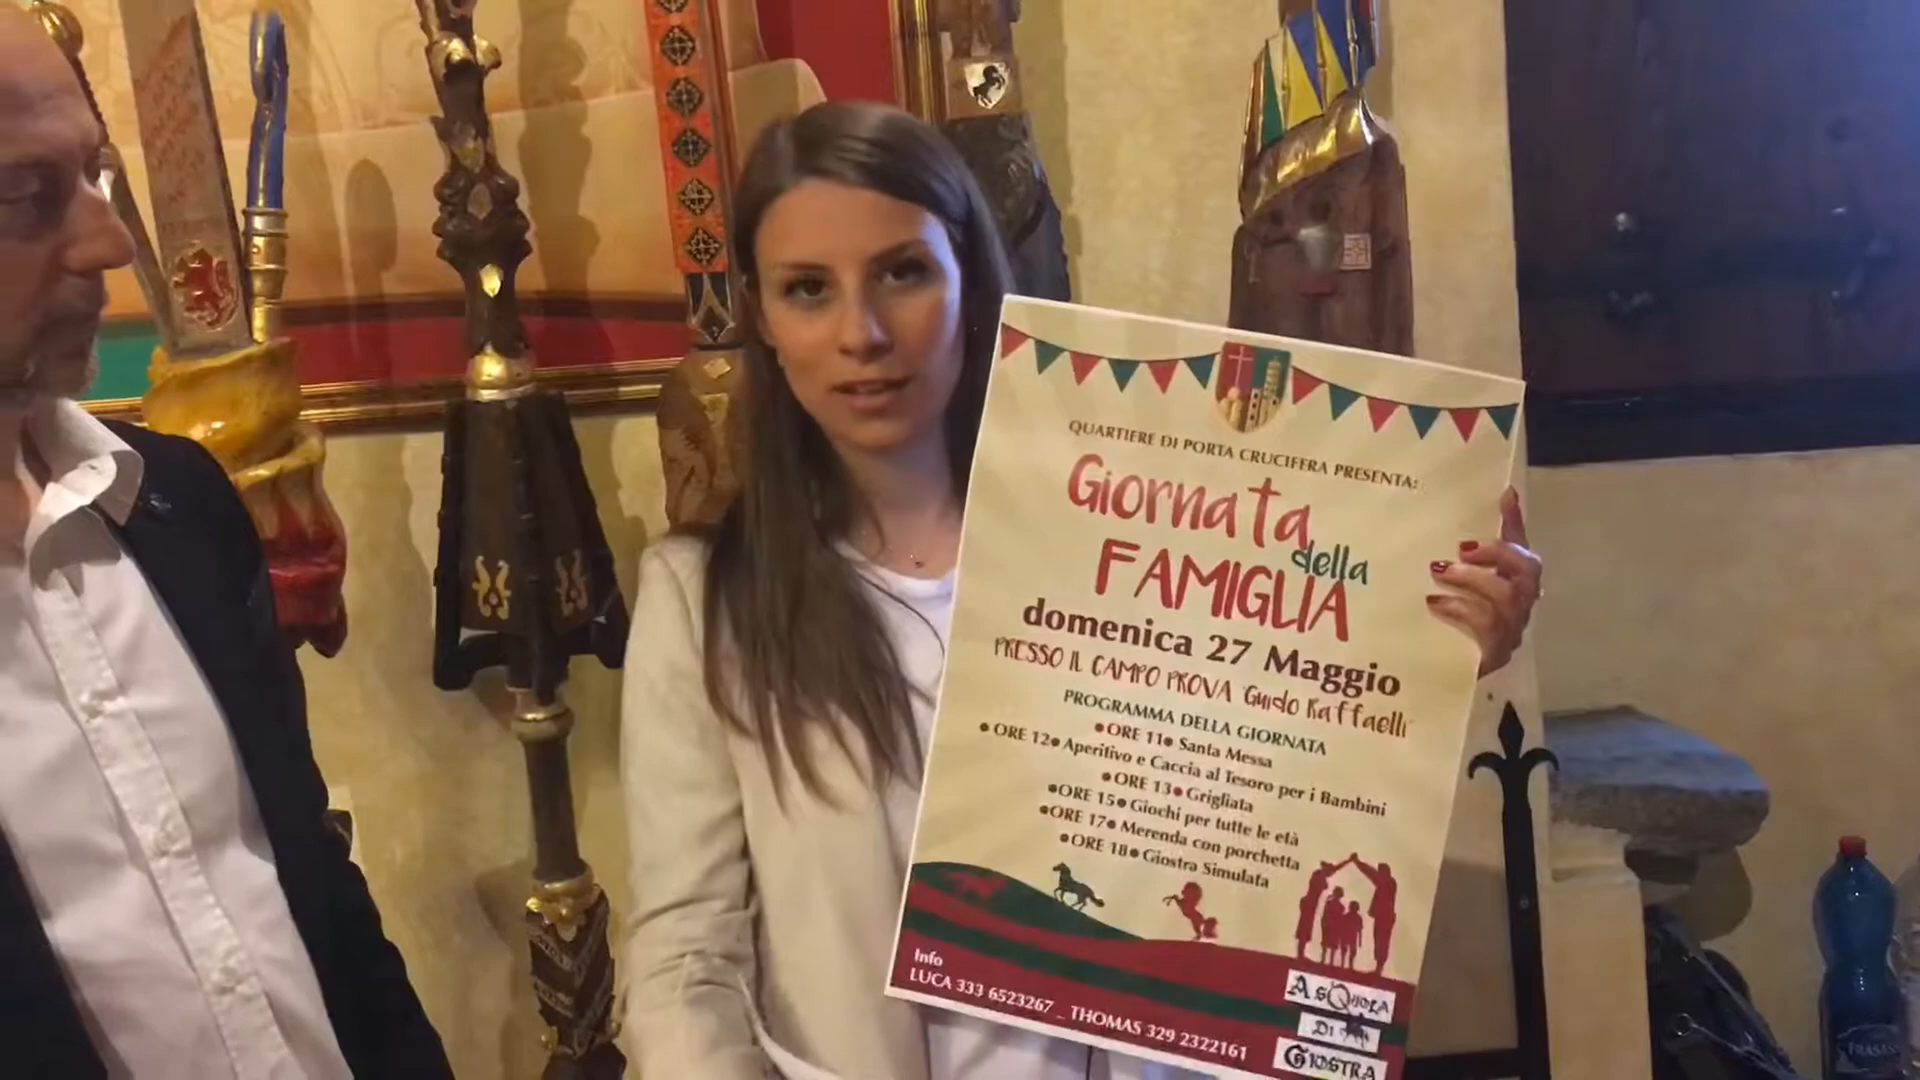 QUARTIERE DI PORTA CRUCIFERA PRESENTA:
Giornata
della
FAMIGLIA
domenica 27 Maggio
PRESSO IL CAMPO PROVA "Guido Raffaelli"
PROGRAMMA DELLA GIORNATA
•ORE 11• Santa Messa
• ORE 12• Aperitivo e Caccia al Tesoro per i Bambini
•ORE 13• Grigliata
•ORE 15• Giochi per tutte le età
•ORE 17• Merenda con porchetta
•ORE 18• Giostra Simulata
Info
LUCA 333 6523267 _ THOMAS 329 2322161
A SQUOLA
DI
GIOSTRA
FRASAS